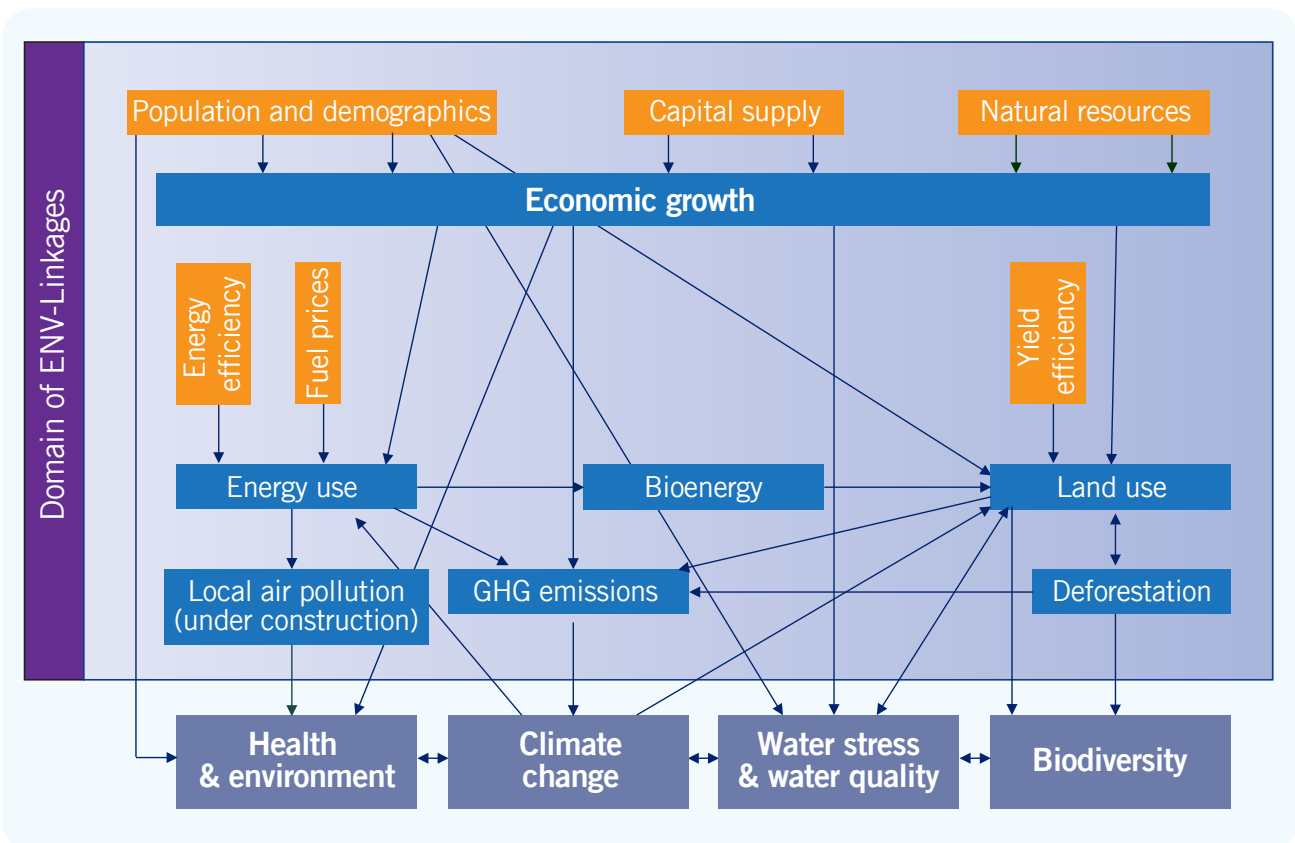 Domain of ENV-Linkages
Population and demographics
Capital supply
Natural resources
Economic growth
Energy
efficiency
Fuel prices
Yield
efficiency
Energy use
Bioenergy
Land use
Local air pollution
(under construction)
GHG emissions
Deforestation
Health
& environment
Climate
change
Water stress
& water quality
Biodiversity